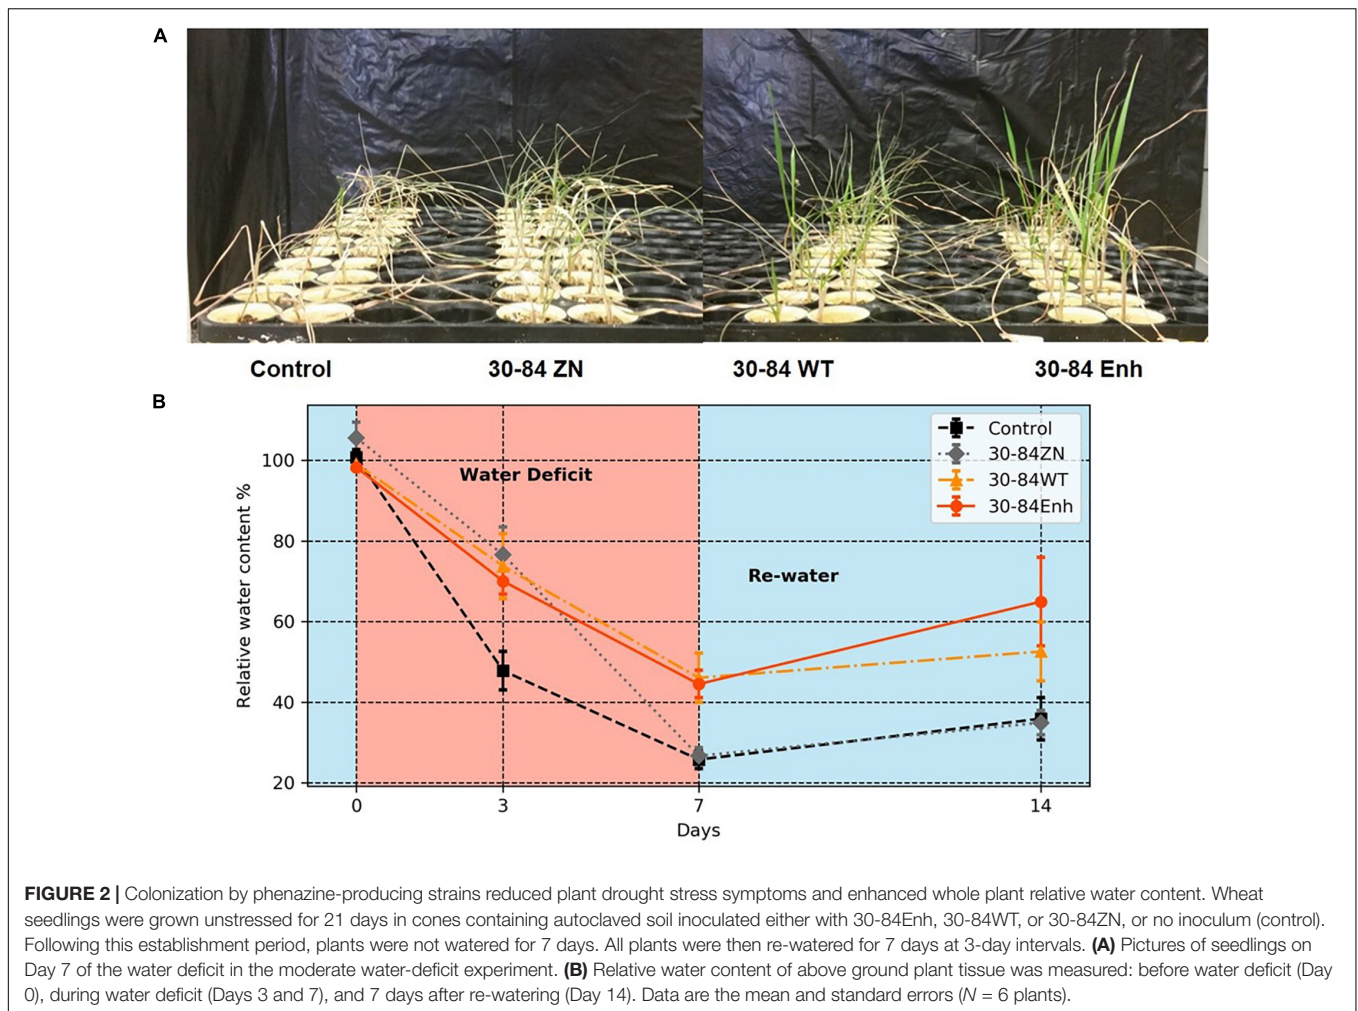 A
Control 30-84 ZN 30-84 WT 30-84 Enh
B
Relative water content %
100
80
60
40
20
Water Deficit
Re-water
Control
30-84ZN
30-84WT
30-84Enh
0 3 7 14
Days
FIGURE 2 | Colonization by phenazine-producing strains reduced plant drought stress symptoms and enhanced whole plant relative water content. Wheat
seedlings were grown unstressed for 21 days in cones containing autoclaved soil inoculated either with 30-84Enh, 30-84WT, or 30-84ZN, or no inoculum (control).
Following this establishment period, plants were not watered for 7 days. All plants were then re-watered for 7 days at 3-day intervals. (A) Pictures of seedlings on
Day 7 of the water deficit in the moderate water-deficit experiment. (B) Relative water content of above ground plant tissue was measured: before water deficit (Day
0), during water deficit (Days 3 and 7), and 7 days after re-watering (Day 14). Data are the mean and standard errors (N = 6 plants).